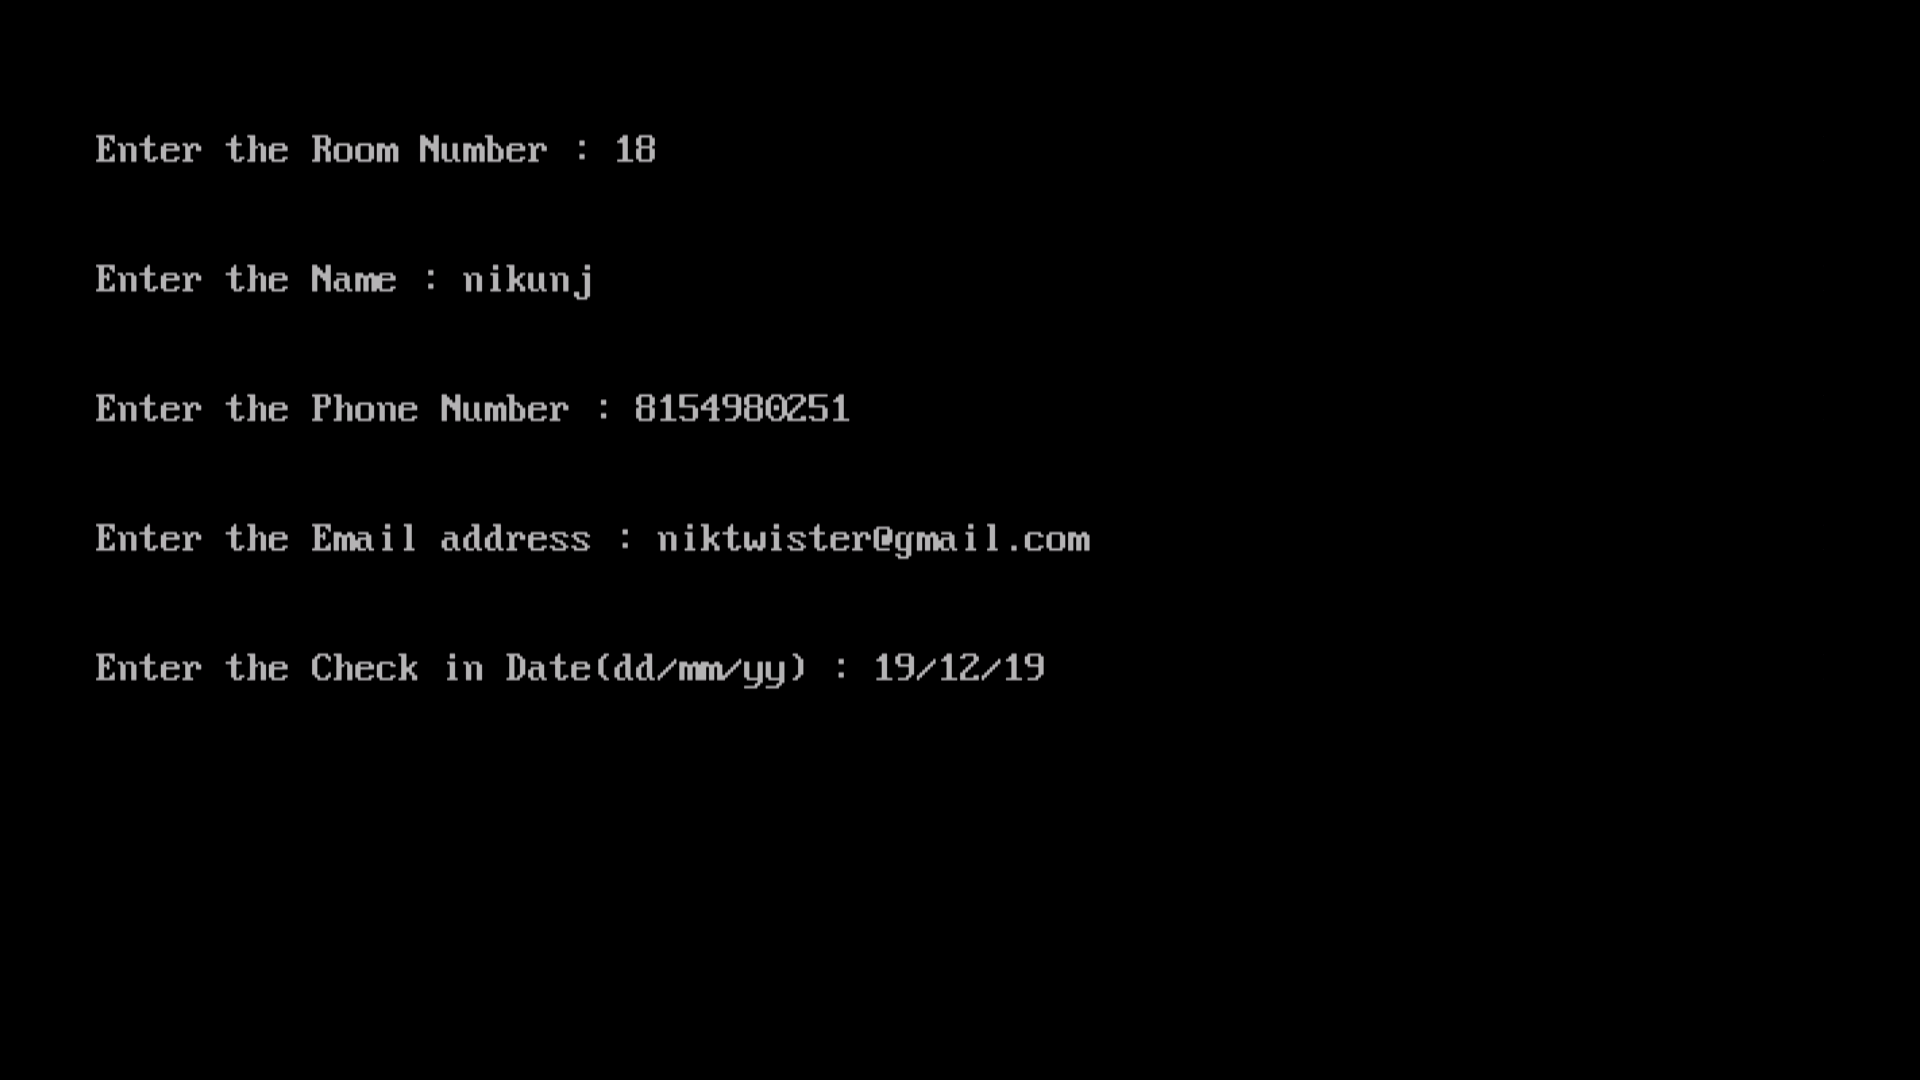 Enter the Room Number : 18
Enter the Name : nikunj
Enter the Phone Number : 8154980251
Enter the Email address : niktwister@gmail.com
Enter the Check in Date(dd/mm/yy) : 19/12/19